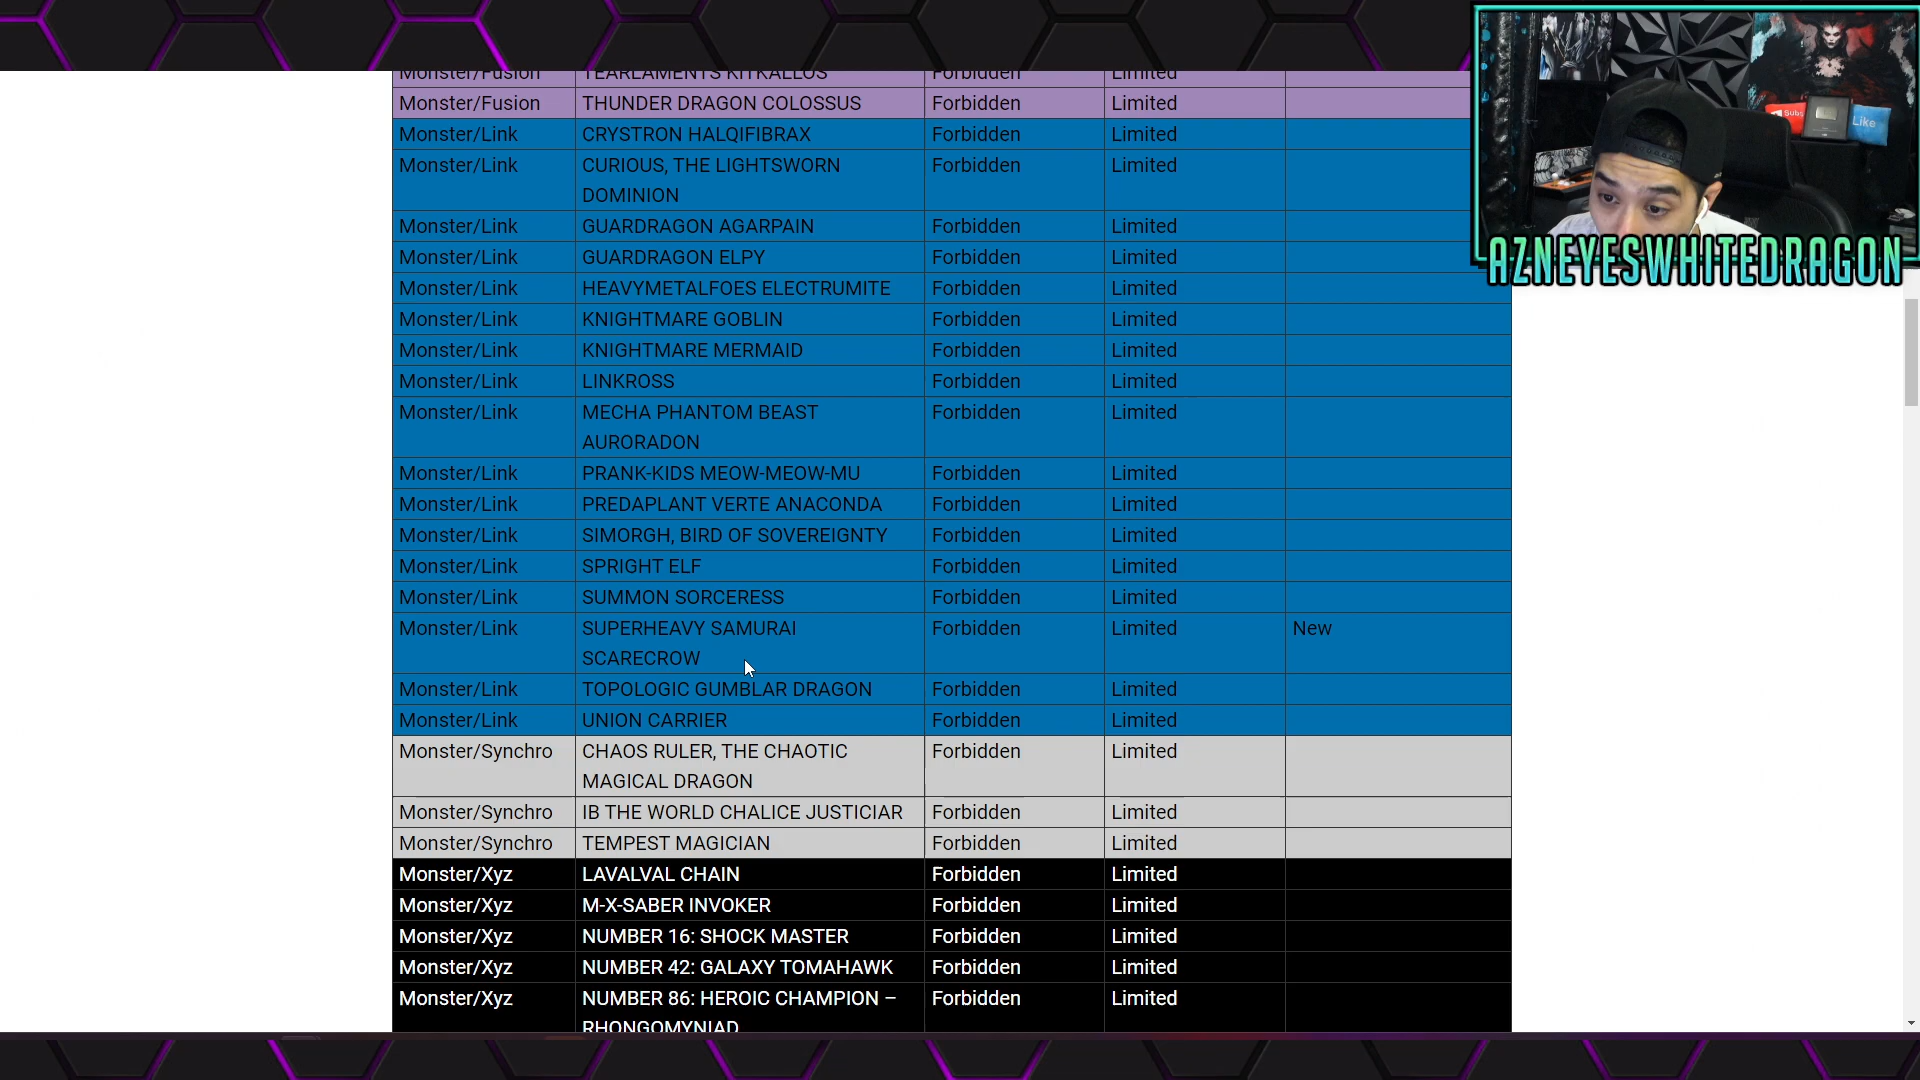 Monster/Fusion TEARLAMENTS KITKALLOS Forbidden Limited
Monster/Fusion THUNDER DRAGON COLOSSUS Forbidden Limited
Monster/Link CRYSTRON HALQIFIBRAX Forbidden Limited
Monster/Link CURIOUS, THE LIGHTSWORN Forbidden Limited
DOMINION
Monster/Link GUARDRAGON AGARPAIN Forbidden Limited
Monster/Link GUARDRAGON ELPY Forbidden Limited
Monster/Link HEAVYMETALFOES ELECTRUMITE Forbidden Limited
Monster/Link KNIGHTMARE GOBLIN Forbidden Limited
Monster/Link KNIGHTMARE MERMAID Forbidden Limited
Monster/Link LINKROSS Forbidden Limited
Monster/Link MECHA PHANTOM BEAST Forbidden Limited
AURORADON
Monster/Link PRANK-KIDS MEOW-MEOW-MU Forbidden Limited
Monster/Link PREDAPLANT VERTE ANACONDA Forbidden Limited
Monster/Link SIMORGH, BIRD OF SOVEREIGNTY Forbidden Limited
Monster/Link SPRIGHT ELF Forbidden Limited
Monster/Link SUMMON SORCERESS Forbidden Limited
Monster/Link SUPERHEAVY SAMURAI Forbidden Limited New
SCARECROW
Monster/Link TOPOLOGIC GUMBLAR DRAGON Forbidden Limited
Monster/Link UNION CARRIER Forbidden Limited
Monster/Synchro CHAOS RULER, THE CHAOTIC Forbidden Limited
MAGICAL DRAGON
Monster/Synchro IB THE WORLD CHALICE JUSTICIAR Forbidden Limited
Monster/Synchro TEMPEST MAGICIAN Forbidden Limited
Monster/Xyz LAVALVAL CHAIN Forbidden Limited
Monster/Xyz M-X-SABER INVOKER Forbidden Limited
Monster/Xyz NUMBER 16: SHOCK MASTER Forbidden Limited
Monster/Xyz NUMBER 42: GALAXY TOMAHAWK Forbidden Limited
Monster/Xyz NUMBER 86: HEROIC CHAMPION – Forbidden Limited
RHONGOMYNIAD
Subs
Like
AZNEYESWHITEDRAGON